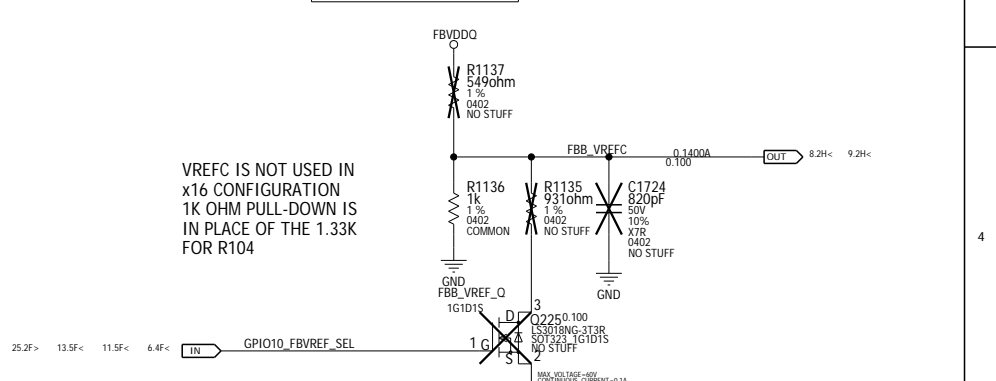 FBVDDQ
R1137
549ohm
1 %
0402
NO STUFF
FBB_VREFC
0.1400A
0.100
OUT
8.2H<
9.2H<
VREFC IS NOT USED IN
x16 CONFIGURATION
1K OHM PULL-DOWN IS
IN PLACE OF THE 1.33K
FOR R104
R1136
1k
1 %
0402
COMMON
R1135
931ohm
1 %
0402
NO STUFF
C1724
820pF
50V
10%
X7R
0402
NO STUFF
4
GND
GND
FBB_VREF_Q
1G1D1S
D
3
Q225
0.100
LS3018NG-3T3R
SOT323_1G1D1S
NO STUFF
1
G
S
2
25.2F>
13.5F<
11.5F<
6.4F<
IN
GPIO10_FBVREF_SEL
MAX_VOLTAGE=60V
CONTINUOUS_CURRENT=0.1A